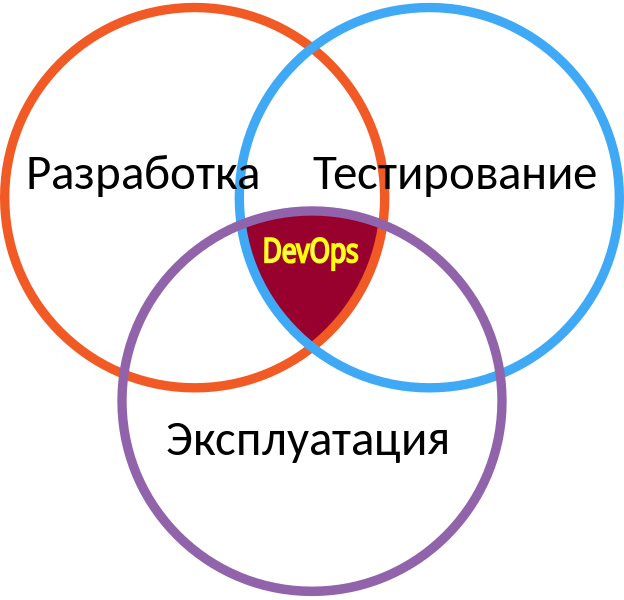 Разработка
Тестирование
DevOps
Эксплуатация